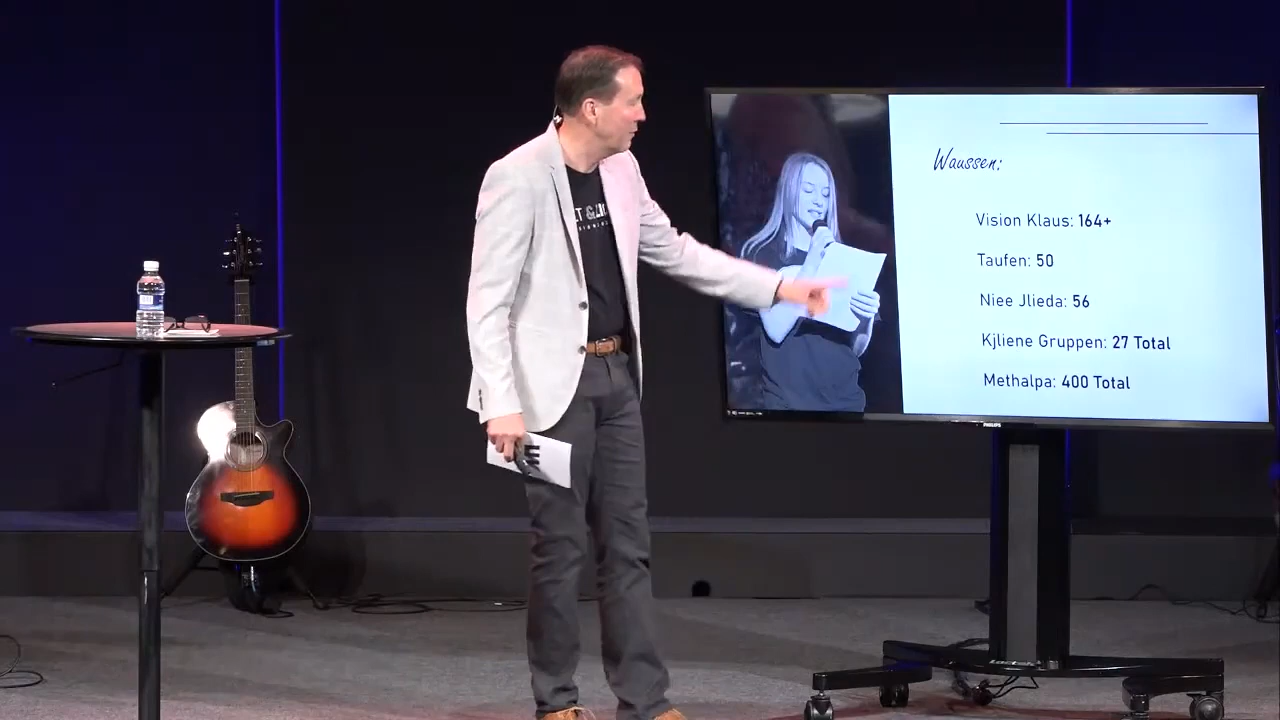 Waussen:
Vision Klaus: 164+
Taufen: 50
Niee Jlieda: 56
Kjliene Gruppen: 27 Total
Methalpa: 400 Total
PHILIPS